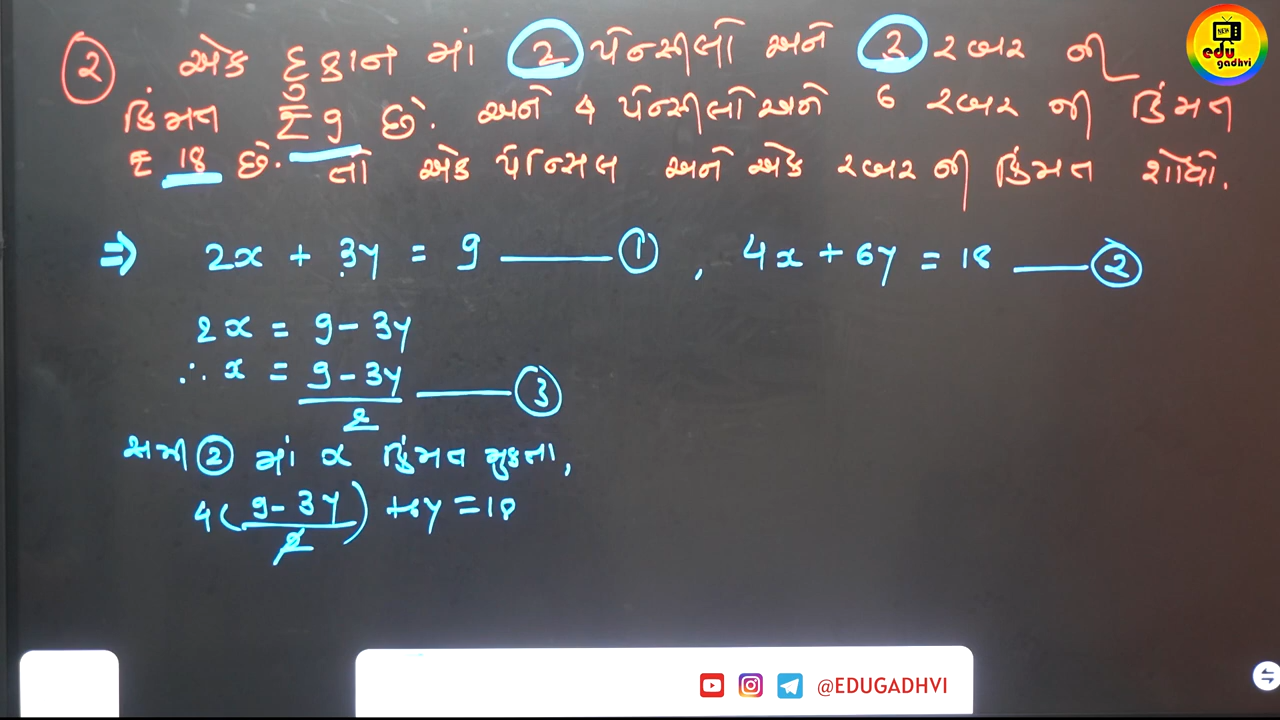 ૨ એક દુકાન માં 2 પેન્સીલો અને 3 રબર ની
કિંમત ₹ 9 છે. અને 4 પેન્સીલો અને 6 રબર ની કિંમત
₹ 18 છે. તો એક પેન્સિલ અને એક રબર ની કિંમત શોધો.
⇒ 2x + 3y = 9 —— ① , 4x + 6y = 18 —— ②
2x = 9 - 3y
∴ x = (9 - 3y)/2 —— ③
સમી ② માં x કિંમત મુકતા,
4((9 - 3y)/2) + 6y = 18
NEW
edu
gadhvi
@EDUGADHVI